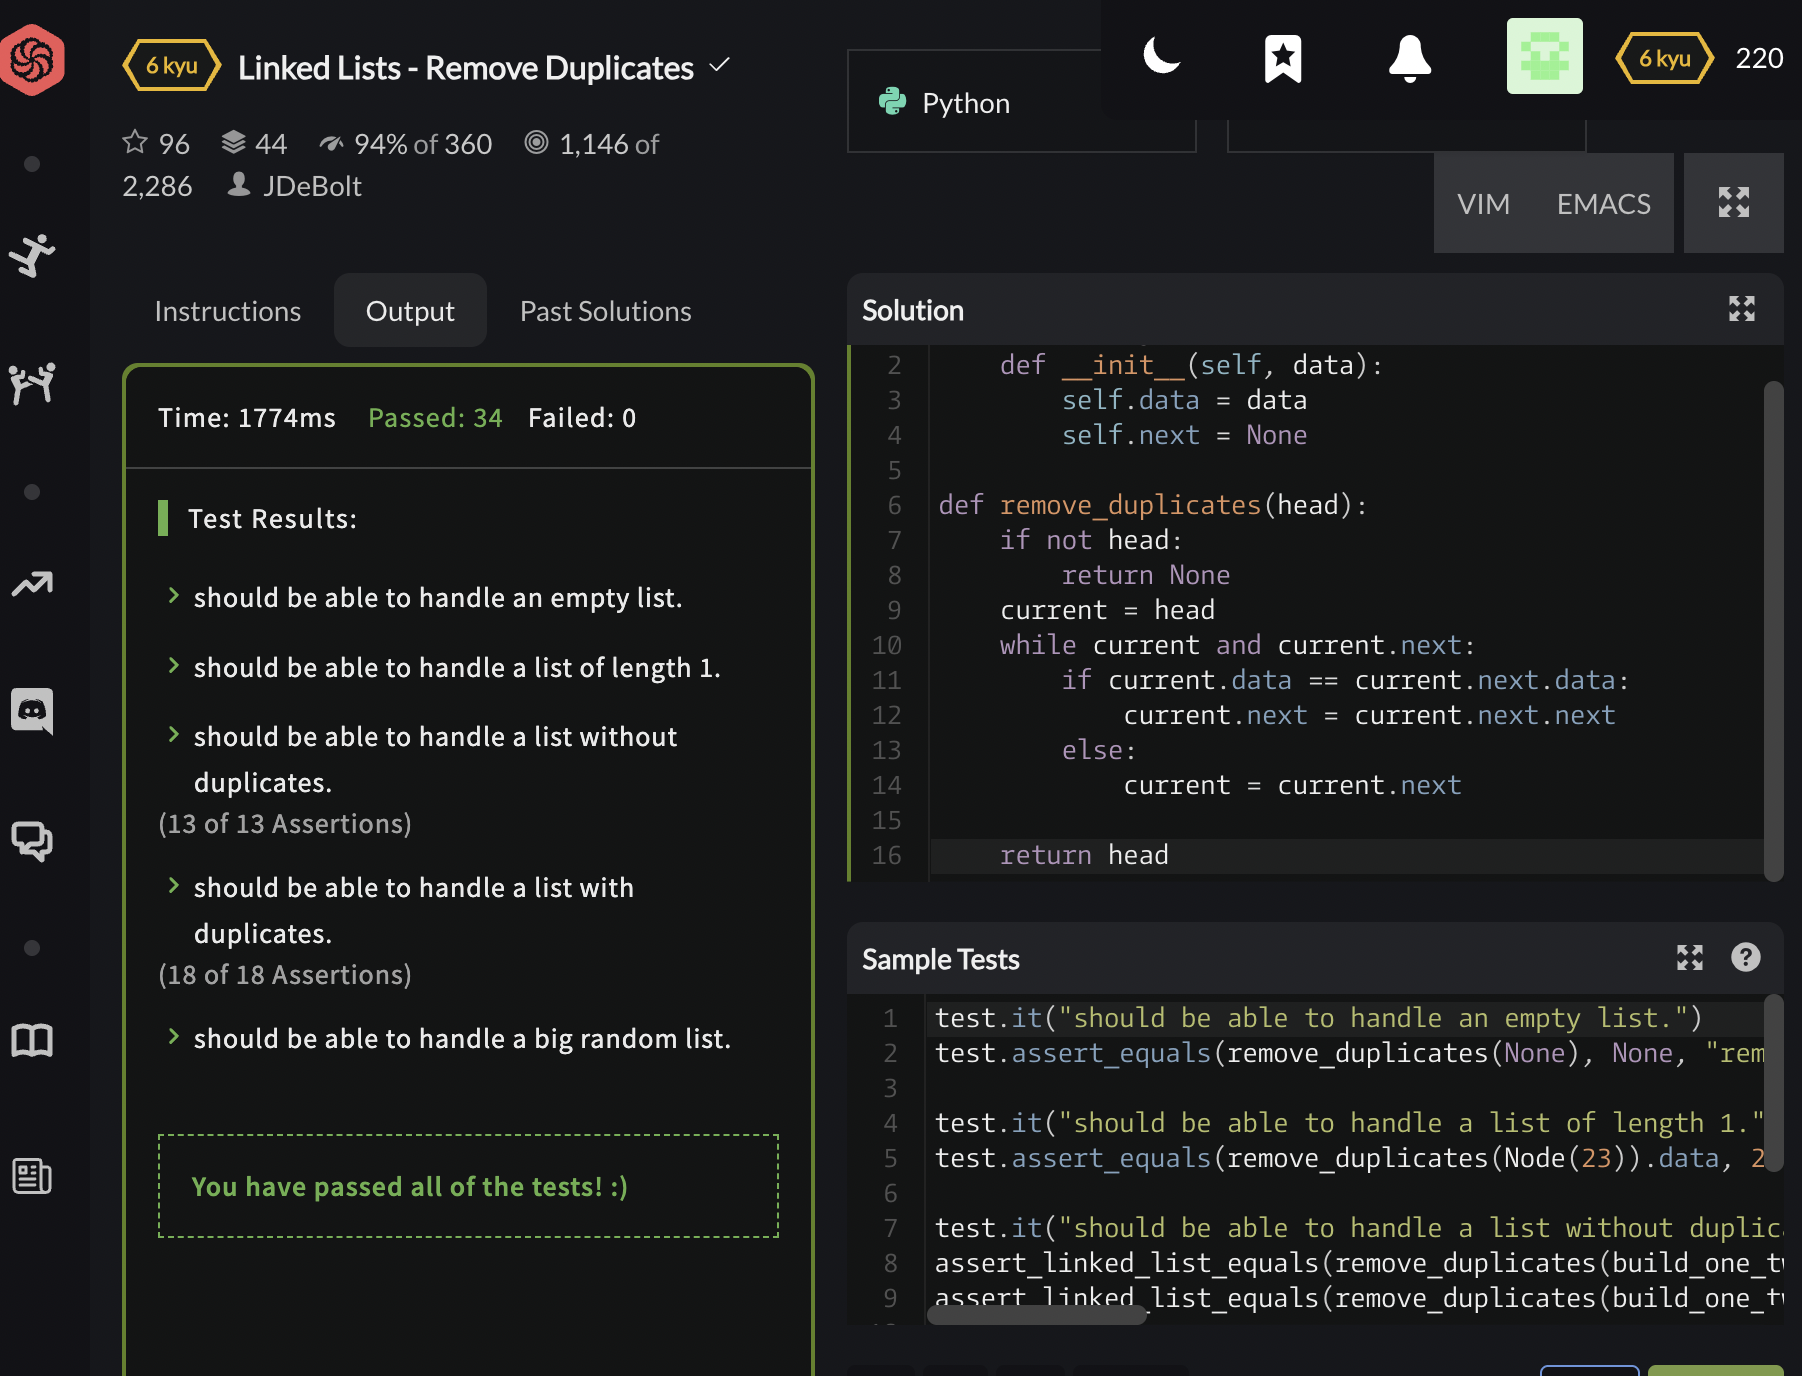 6 kyu Linked Lists - Remove Duplicates
96 44 94% of 360 1,146 of
2,286 JDeBolt
Python
6 kyu 220
VIM EMACS
Instructions Output Past Solutions
Time: 1774ms Passed: 34 Failed: 0
Test Results:
should be able to handle an empty list.
should be able to handle a list of length 1.
should be able to handle a list without
duplicates.
(13 of 13 Assertions)
should be able to handle a list with
duplicates.
(18 of 18 Assertions)
should be able to handle a big random list.
You have passed all of the tests! :)
Solution
2     def __init__(self, data):
3         self.data = data
4         self.next = None
5
6 def remove_duplicates(head):
7     if not head:
8         return None
9     current = head
10     while current and current.next:
11         if current.data == current.next.data:
12             current.next = current.next.next
13         else:
14             current = current.next
15
16     return head
Sample Tests
?
1 test.it("should be able to handle an empty list.")
2 test.assert_equals(remove_duplicates(None), None, "rem
3
4 test.it("should be able to handle a list of length 1."
5 test.assert_equals(remove_duplicates(Node(23)).data, 2
6
7 test.it("should be able to handle a list without duplic
8 assert_linked_list_equals(remove_duplicates(build_one_t
9 assert_linked_list_equals(remove_duplicates(build_one_t